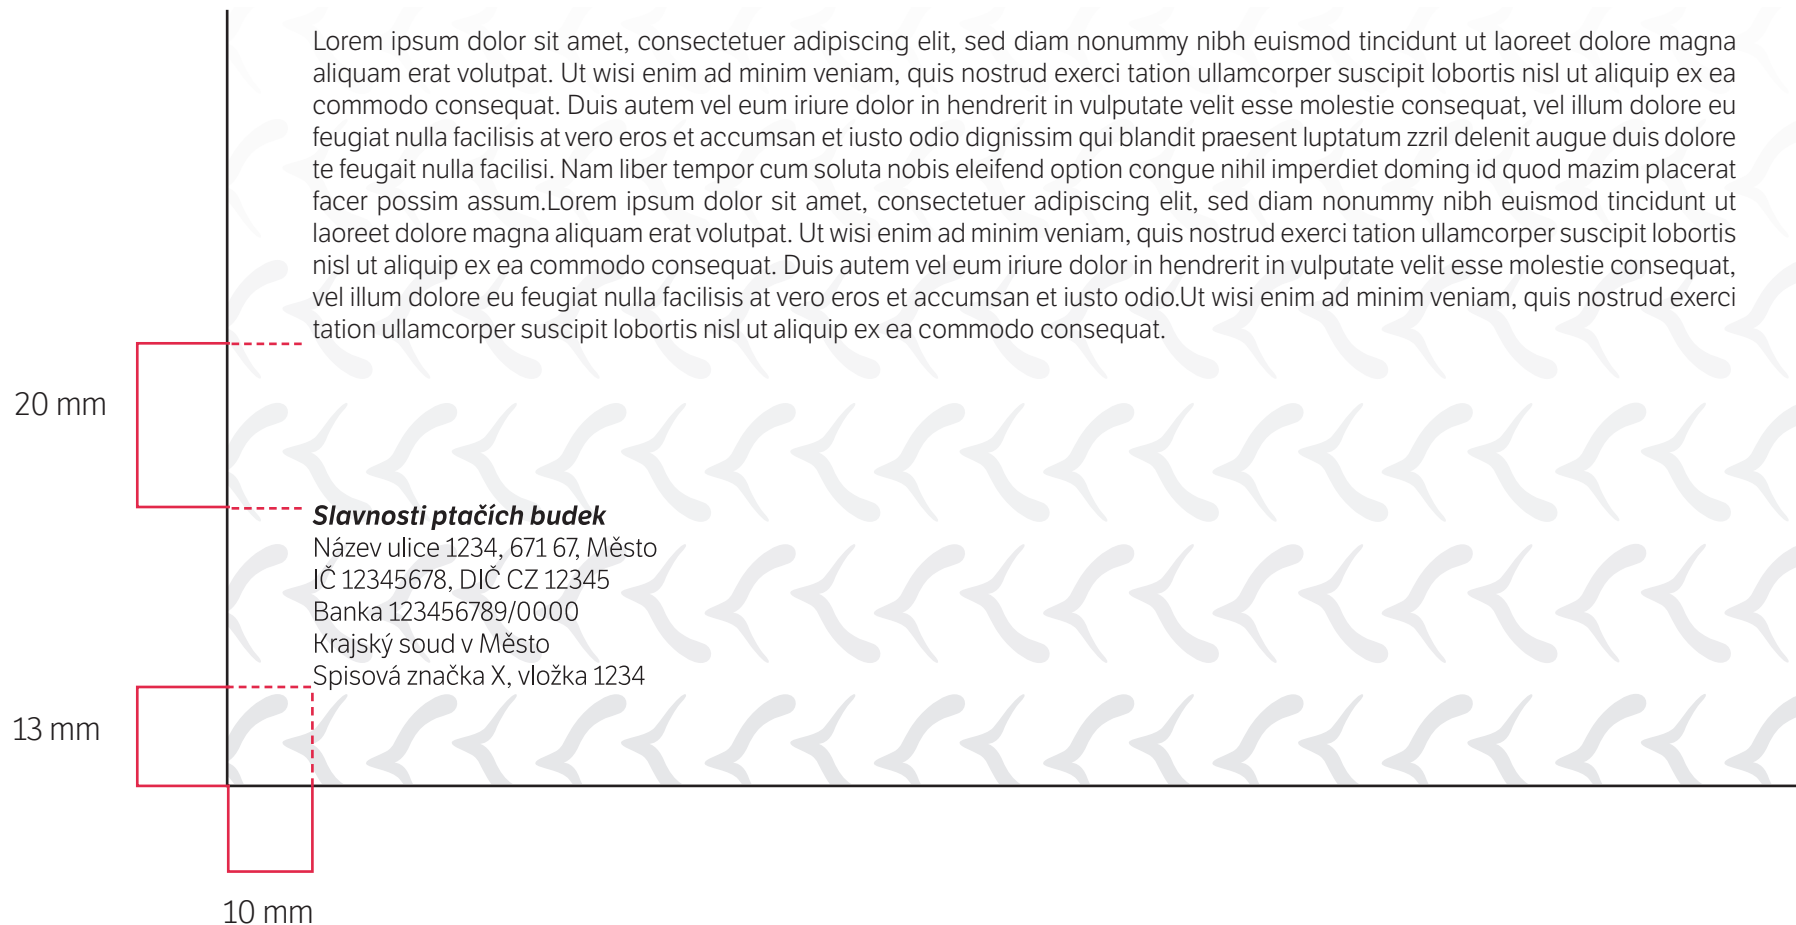 Lorem ipsum dolor sit amet, consectetuer adipiscing elit, sed diam nonummy nibh euismod tincidunt ut laoreet dolore magna
aliquam erat volutpat. Ut wisi enim ad minim veniam, quis nostrud exerci tation ullamcorper suscipit lobortis nisl ut aliquip ex ea
commodo consequat. Duis autem vel eum iriure dolor in hendrerit in vulputate velit esse molestie consequat, vel illum dolore eu
feugiat nulla facilisis at vero eros et accumsan et iusto odio dignissim qui blandit praesent luptatum zzril delenit augue duis dolore
te feugait nulla facilisi. Nam liber tempor cum soluta nobis eleifend option congue nihil imperdiet doming id quod mazim placerat
facer possim assum.Lorem ipsum dolor sit amet, consectetuer adipiscing elit, sed diam nonummy nibh euismod tincidunt ut
laoreet dolore magna aliquam erat volutpat. Ut wisi enim ad minim veniam, quis nostrud exerci tation ullamcorper suscipit lobortis
nisl ut aliquip ex ea commodo consequat. Duis autem vel eum iriure dolor in hendrerit in vulputate velit esse molestie consequat,
vel illum dolore eu feugiat nulla facilisis at vero eros et accumsan et iusto odio.Ut wisi enim ad minim veniam, quis nostrud exerci
tation ullamcorper suscipit lobortis nisl ut aliquip ex ea commodo consequat.
20 mm
Slavnosti ptačích budek
Název ulice 1234, 671 67, Město
IČ 12345678, DIČ CZ 12345
Banka 123456789/0000
Krajský soud v Město
Spisová značka X, vložka 1234
13 mm
10 mm